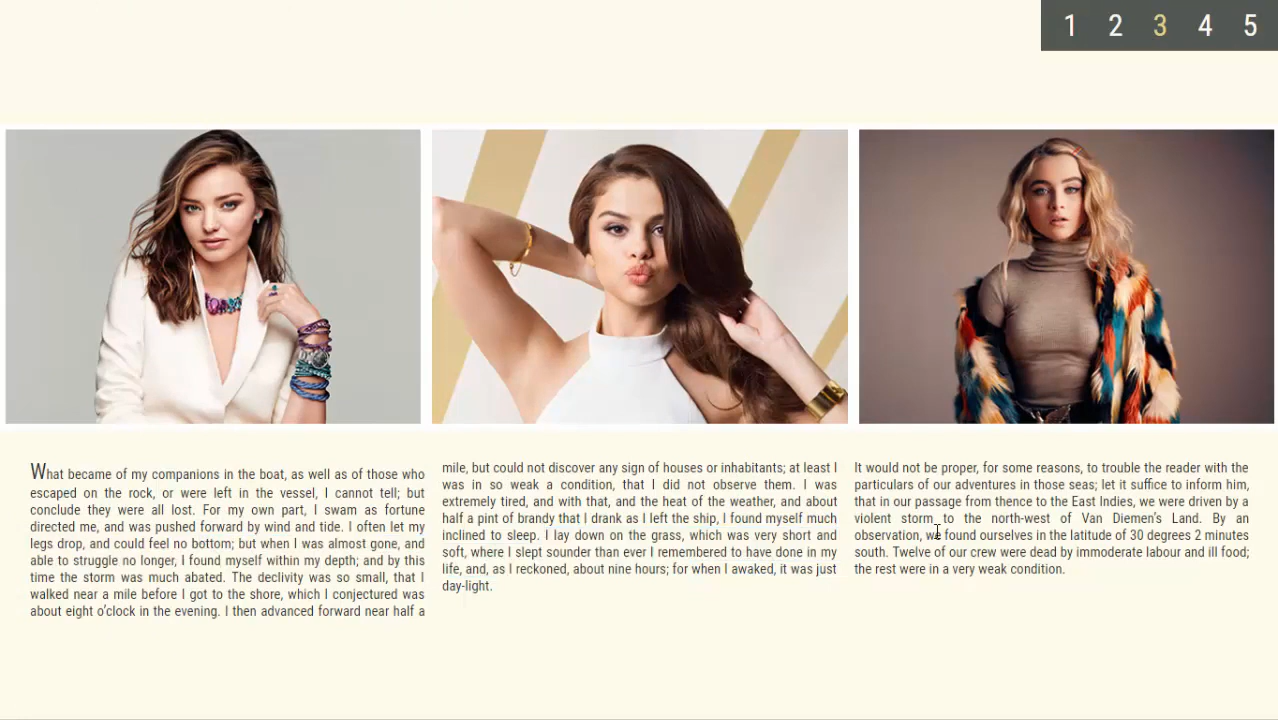 1 2 3 4 5
What became of my companions in the boat, as well as of those who
escaped on the rock, or were left in the vessel, I cannot tell; but
conclude they were all lost. For my own part, I swam as fortune
directed me, and was pushed forward by wind and tide. I often let my
legs drop, and could feel no bottom; but when I was almost gone, and
able to struggle no longer, I found myself within my depth; and by this
time the storm was much abated. The declivity was so small, that I
walked near a mile before I got to the shore, which I conjectured was
about eight o'clock in the evening. I then advanced forward near half a
mile, but could not discover any sign of houses or inhabitants; at least I
was in so weak a condition, that I did not observe them. I was
extremely tired, and with that, and the heat of the weather, and about
half a pint of brandy that I drank as I left the ship, I found myself much
inclined to sleep. I lay down on the grass, which was very short and
soft, where I slept sounder than ever I remembered to have done in my
life, and, as I reckoned, about nine hours; for when I awaked, it was just
day-light.
It would not be proper, for some reasons, to trouble the reader with the
particulars of our adventures in those seas; let it suffice to inform him,
that in our passage from thence to the East Indies, we were driven by a
violent storm to the north-west of Van Diemen's Land. By an
observation, we found ourselves in the latitude of 30 degrees 2 minutes
south. Twelve of our crew were dead by immoderate labour and ill food;
the rest were in a very weak condition.